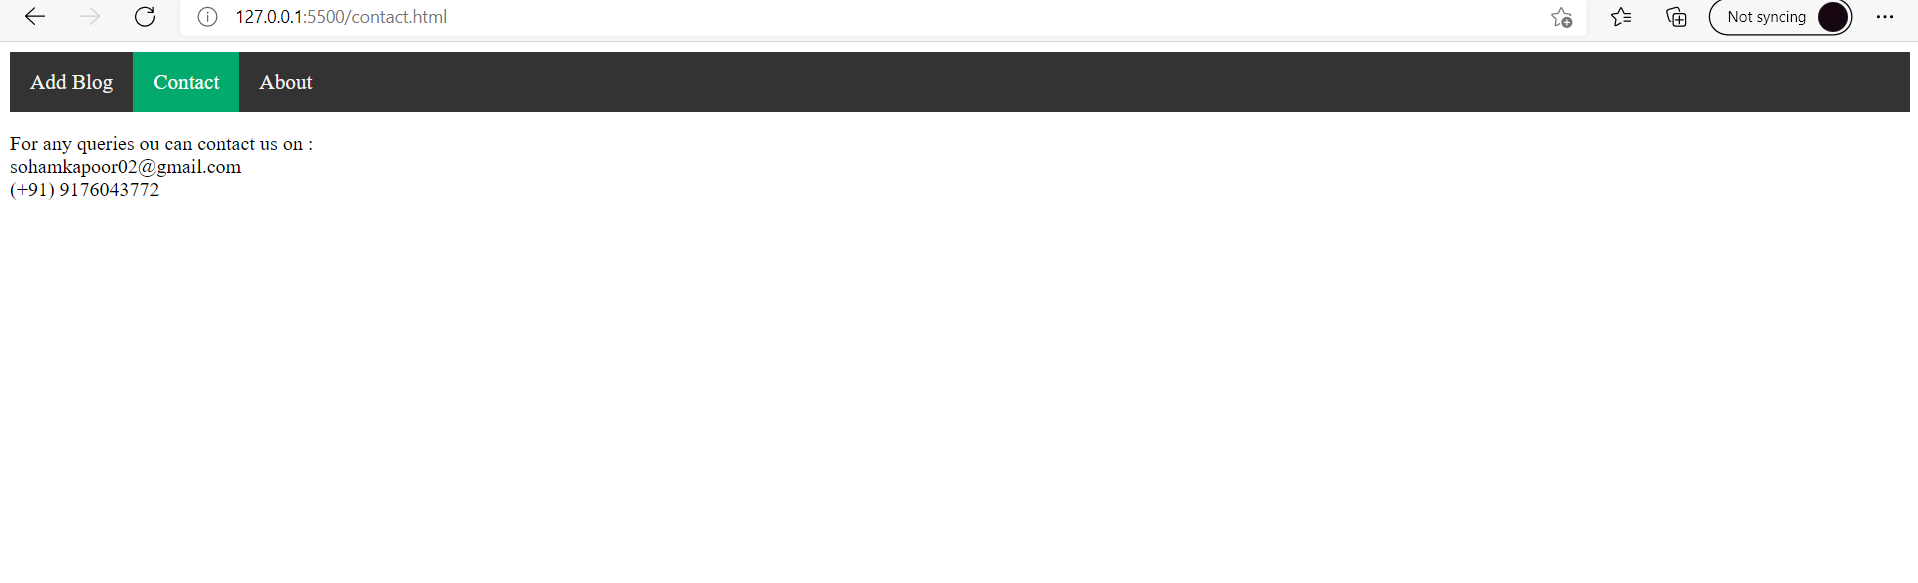 127.0.0.1:5500/contact.html
Not syncing
Add Blog Contact About
For any queries ou can contact us on :
sohamkapoor02@gmail.com
(+91) 9176043772